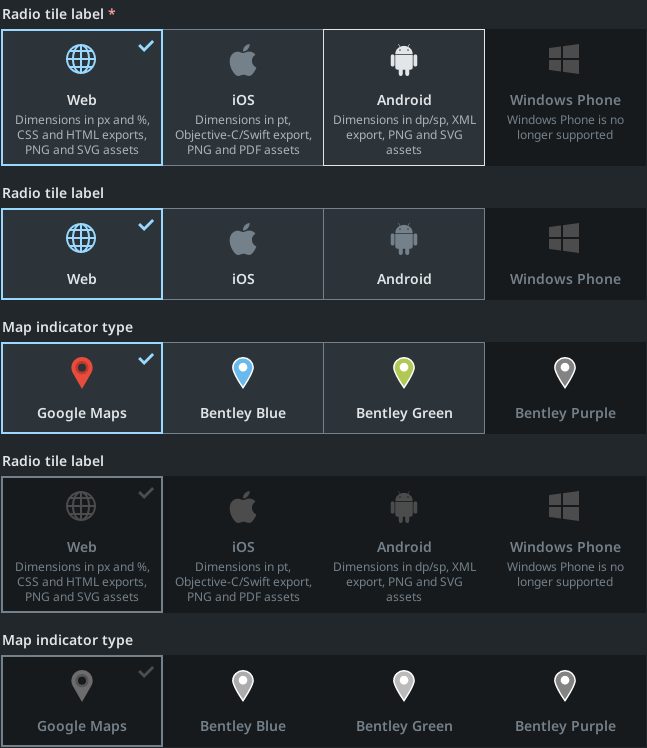 Radio tile label *
Web
iOS
Android
Windows Phone
Dimensions in px and %,
CSS and HTML exports,
PNG and SVG assets
Dimensions in pt,
Objective-C/Swift export,
PNG and PDF assets
Dimensions in dp/sp, XML
export, PNG and SVG
assets
Windows Phone is no
longer supported
Radio tile label
Web
iOS
Android
Windows Phone
Map indicator type
Google Maps
Bentley Blue
Bentley Green
Bentley Purple
Radio tile label
Web
iOS
Android
Windows Phone
Dimensions in px and %,
CSS and HTML exports,
PNG and SVG assets
Dimensions in pt,
Objective-C/Swift export,
PNG and PDF assets
Dimensions in dp/sp, XML
export, PNG and SVG
assets
Windows Phone is no
longer supported
Map indicator type
Google Maps
Bentley Blue
Bentley Green
Bentley Purple